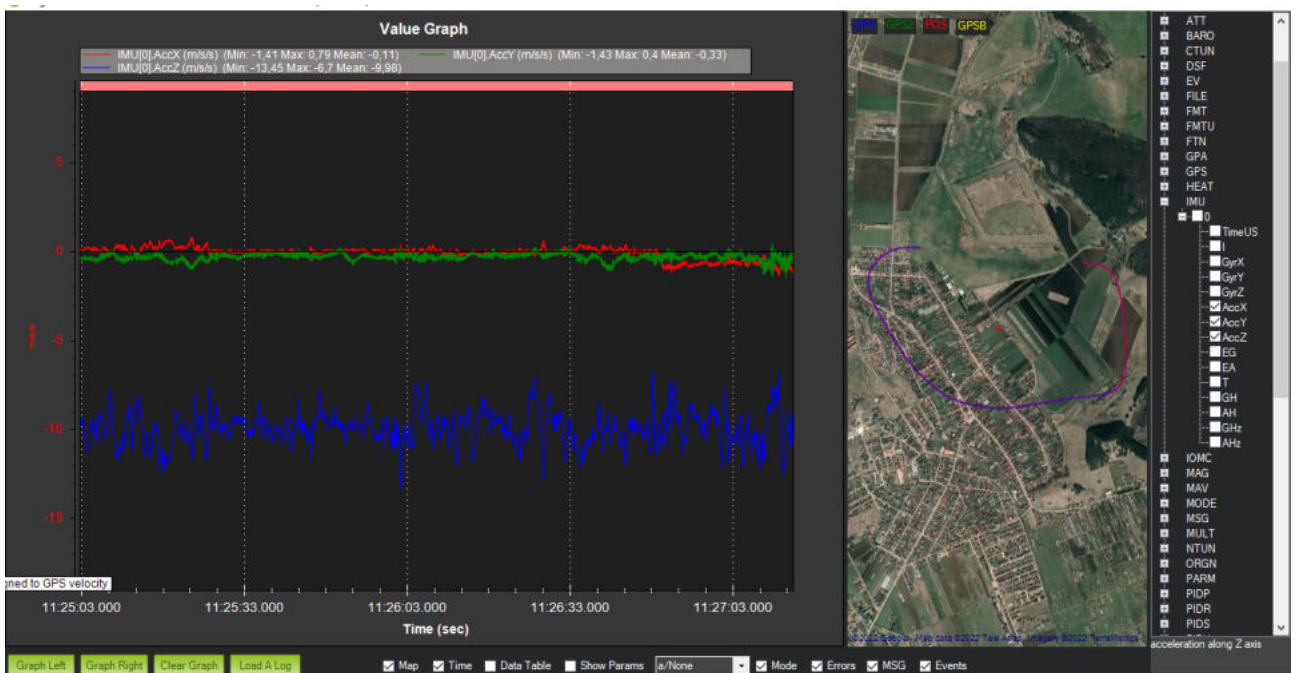 Value Graph
IMU[0].AccX (m/s/s) (Min: -1,41 Max: 0,79 Mean: -0,11) IMU[0].AccY (m/s/s) (Min: -1,43 Max: 0,4 Mean: -0,33)
IMU[0].AccZ (m/s/s) (Min: -13,45 Max: -6,7 Mean: -9,98)
5
0
-5
-10
-15
m/s/s
gned to GPS velocity
11:25:03.000 11:25:33.000 11:26:03.000 11:26:33.000 11:27:03.000
Time (sec)
GPS GPS2 POS GPSB
©2022 Google -
ATT
BARO
CTUN
DSF
EV
FILE
FMT
FMTU
FTN
GPA
GPS
HEAT
IMU
0
TimeUS
I
GyrX
GyrY
GyrZ
AccX
AccY
AccZ
EG
EA
T
GH
AH
GHz
AHz
IOMC
MAG
MAV
MODE
MSG
MULT
NTUN
ORGN
PARM
PIDP
PIDR
PIDS
acceleration along Z axis
Graph Left Graph Right Clear Graph Load A Log Map Time Data Table Show Params a/None Mode Errors MSG Events